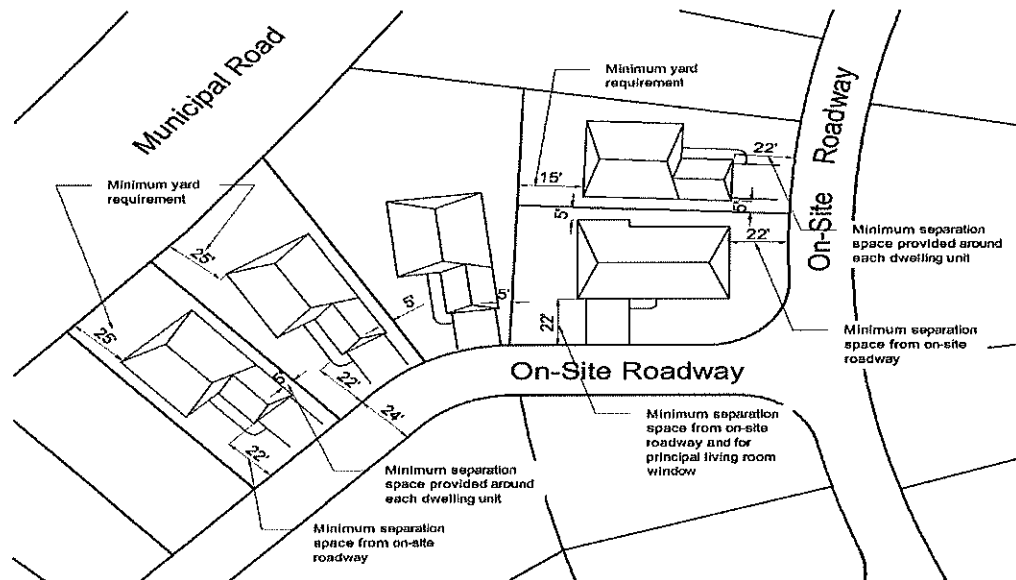 Municipal Road
Minimum yard
requirement
22'
On-Site Roadway
15'
5'
5'
Minimum yard
requirement
25'
22'
Minimum separation
space provided around
each dwelling unit
5'
5'
22'
25'
5'
22'
24'
Minimum separation
space from on-site
roadway
On-Site Roadway
22'
Minimum separation
space from on-site
roadway and for
principal living room
window
Minimum separation
space provided around
each dwelling unit
Minimum separation
space from on-site
roadway